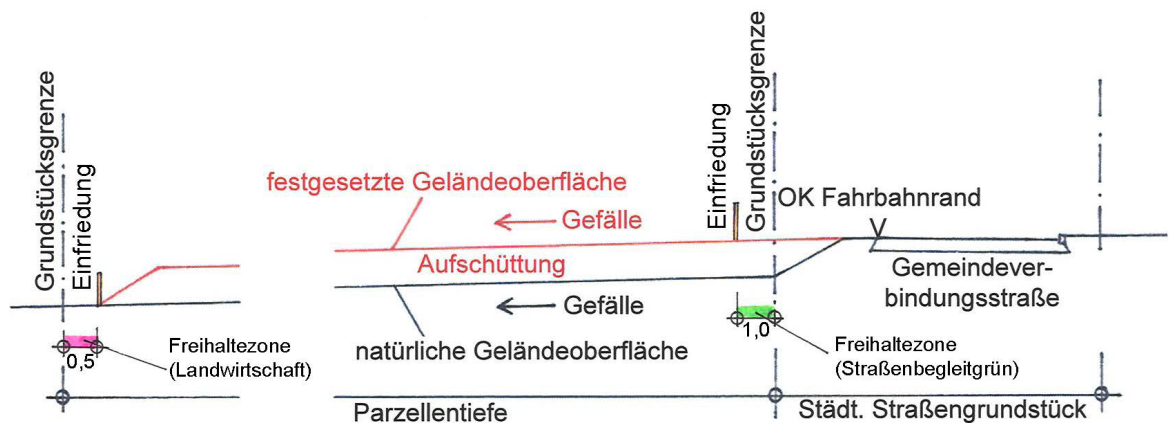 Grundstücksgrenze
Einfriedung
festgesetzte Geländeoberfläche
Gefälle
Aufschüttung
Gefälle
natürliche Geländeoberfläche
Einfriedung
Grundstücksgrenze
OK Fahrbahnrand
Gemeindever-
bindungsstraße
0,5
Freihaltezone
(Landwirtschaft)
1,0
Freihaltezone
(Straßenbegleitgrün)
Parzellentiefe
Städt. Straßengrundstück